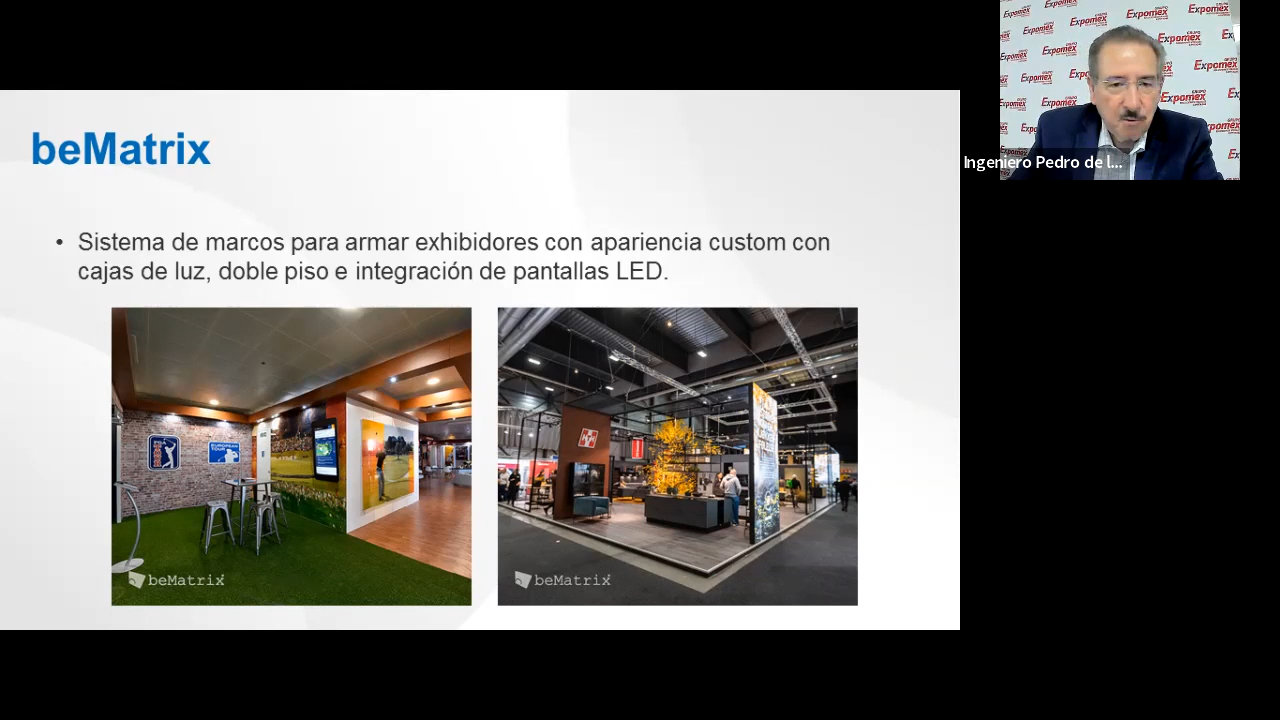 beMatrix
• Sistema de marcos para armar exhibidores con apariencia custom con
cajas de luz, doble piso e integración de pantallas LED.
EUROPEAN
TOUR
beMatrix
beMatrix
GRUPO
Expomex
Ingeniero Pedro de l...